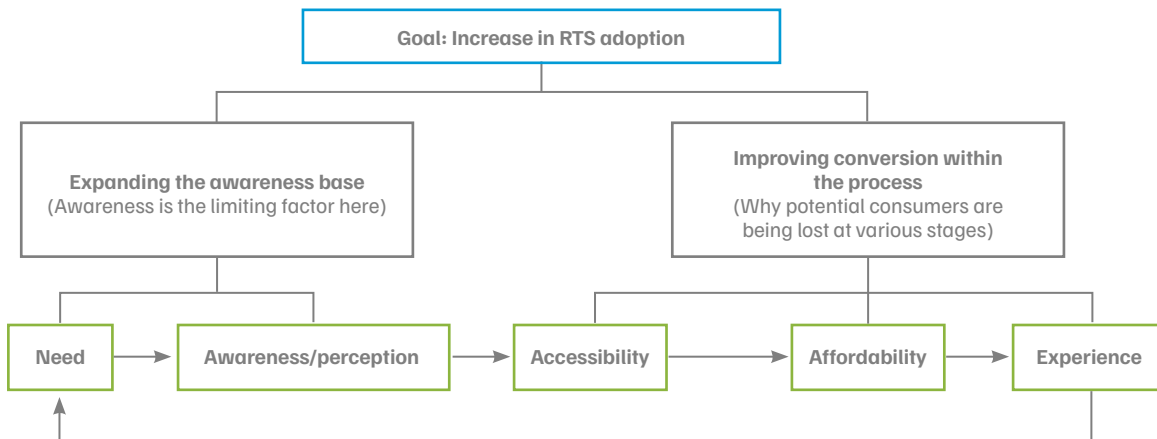 Goal: Increase in RTS adoption
Expanding the awareness base
(Awareness is the limiting factor here)
Improving conversion within
the process
(Why potential consumers are
being lost at various stages)
Need
Awareness/perception
Accessibility
Affordability
Experience